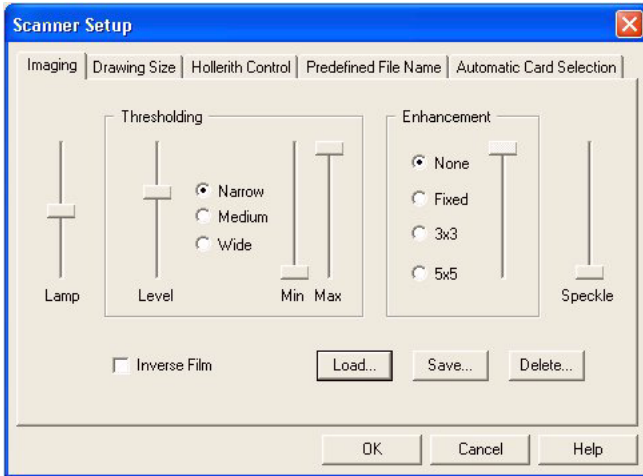 Scanner Setup
Imaging Drawing Size Hollerith Control Predefined File Name Automatic Card Selection
Thresholding Enhancement
None
Narrow
Fixed
Medium
3x3
Wide
5x5
Lamp Level Min Max Speckle
Inverse Film Load... Save... Delete...
OK Cancel Help